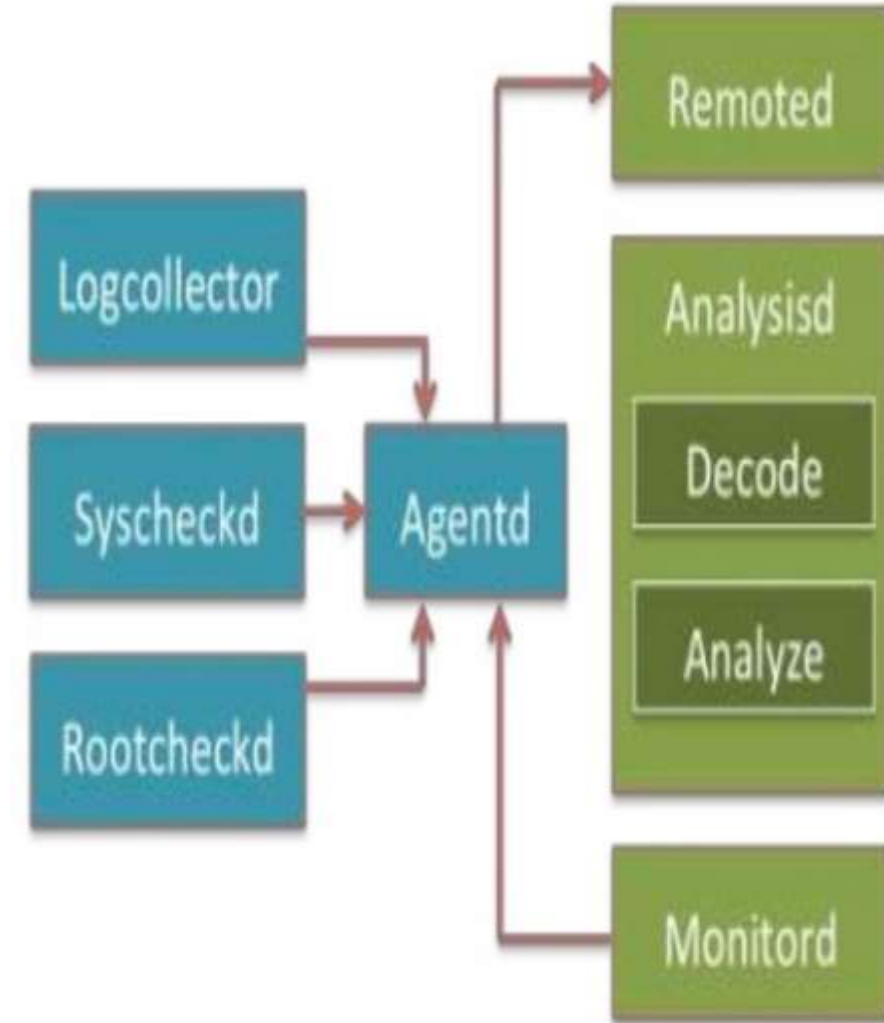 Remoted
Logcollector
Analysisd
Decode
Syscheckd
Agentd
Analyze
Rootcheckd
Monitord